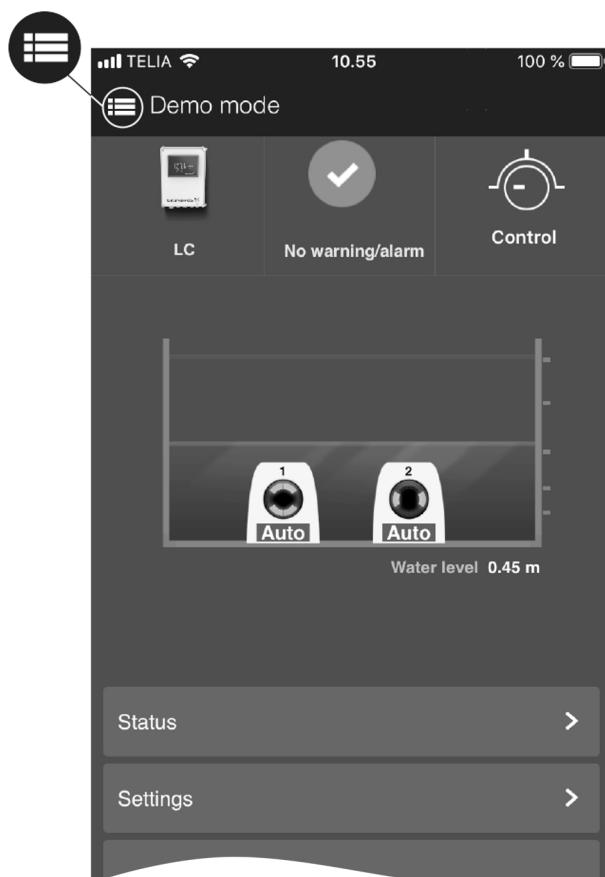 TELIA 10.55 100 %
Demo mode
LC No warning/alarm Control
1 2
Auto Auto
Water level 0.45 m
Status
Settings